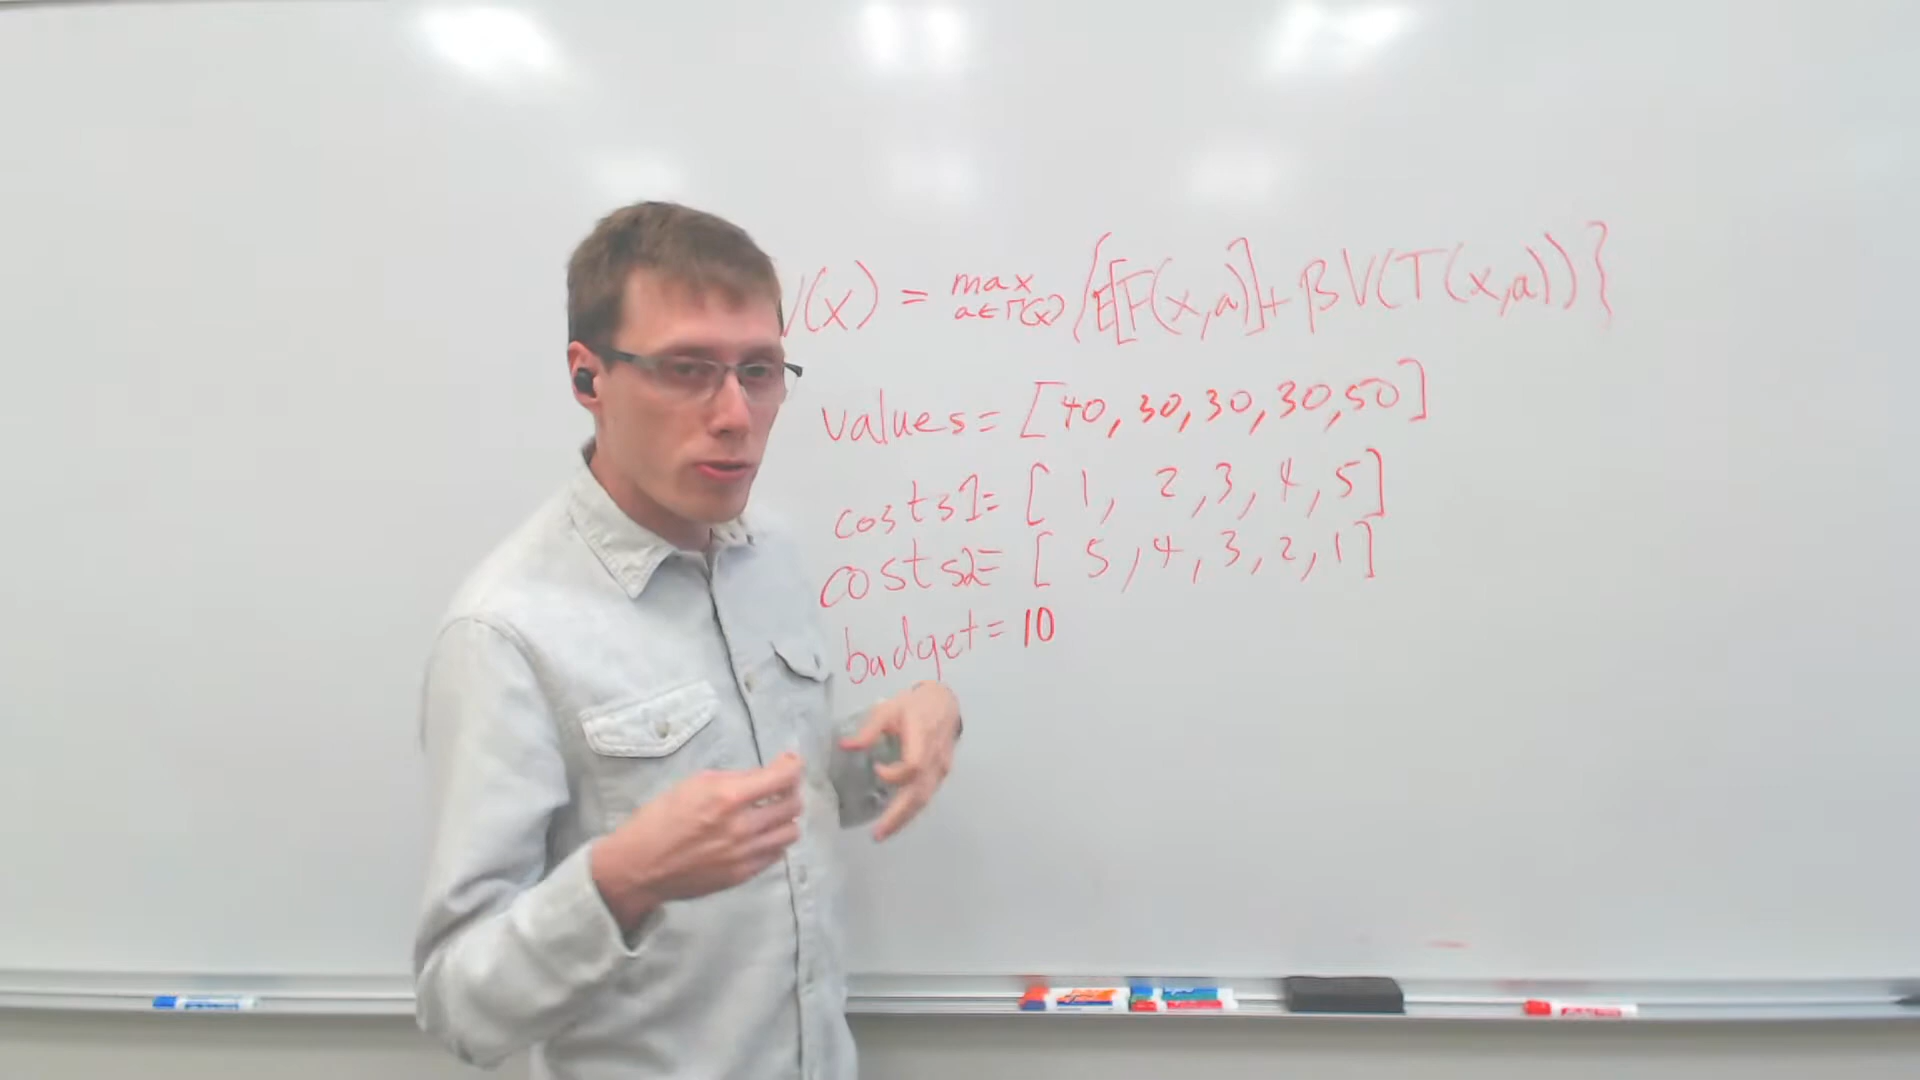 V(x) = max a∈Γ(x) {E[F(x,a)]+ βV(T(x,a))}
values= [40, 30, 30, 30, 50]
costs1= [ 1, 2, 3, 4, 5]
costs2= [ 5, 4, 3, 2, 1]
budget= 10